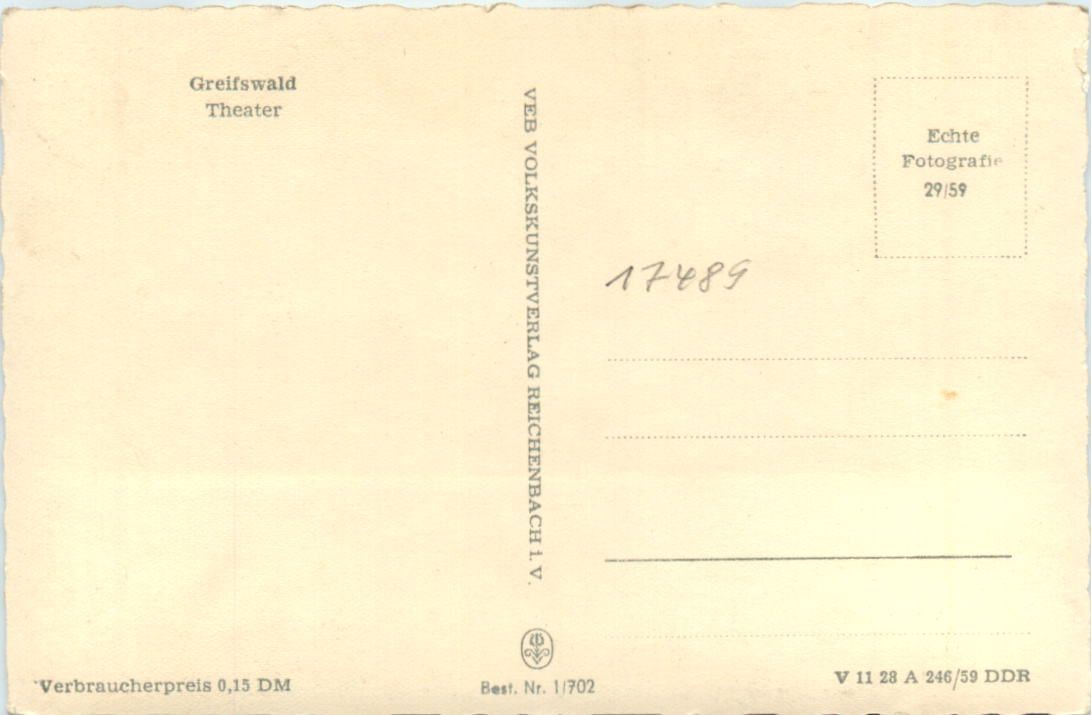 Greifswald
Theater
VEB VOLKSKUNSTVERLAG REICHENBACH i. V.
Echte
Fotografie
29/59
17489
Verbraucherpreis 0,15 DM
Best. Nr. 1/702
V 11 28 A 246/59 DDR